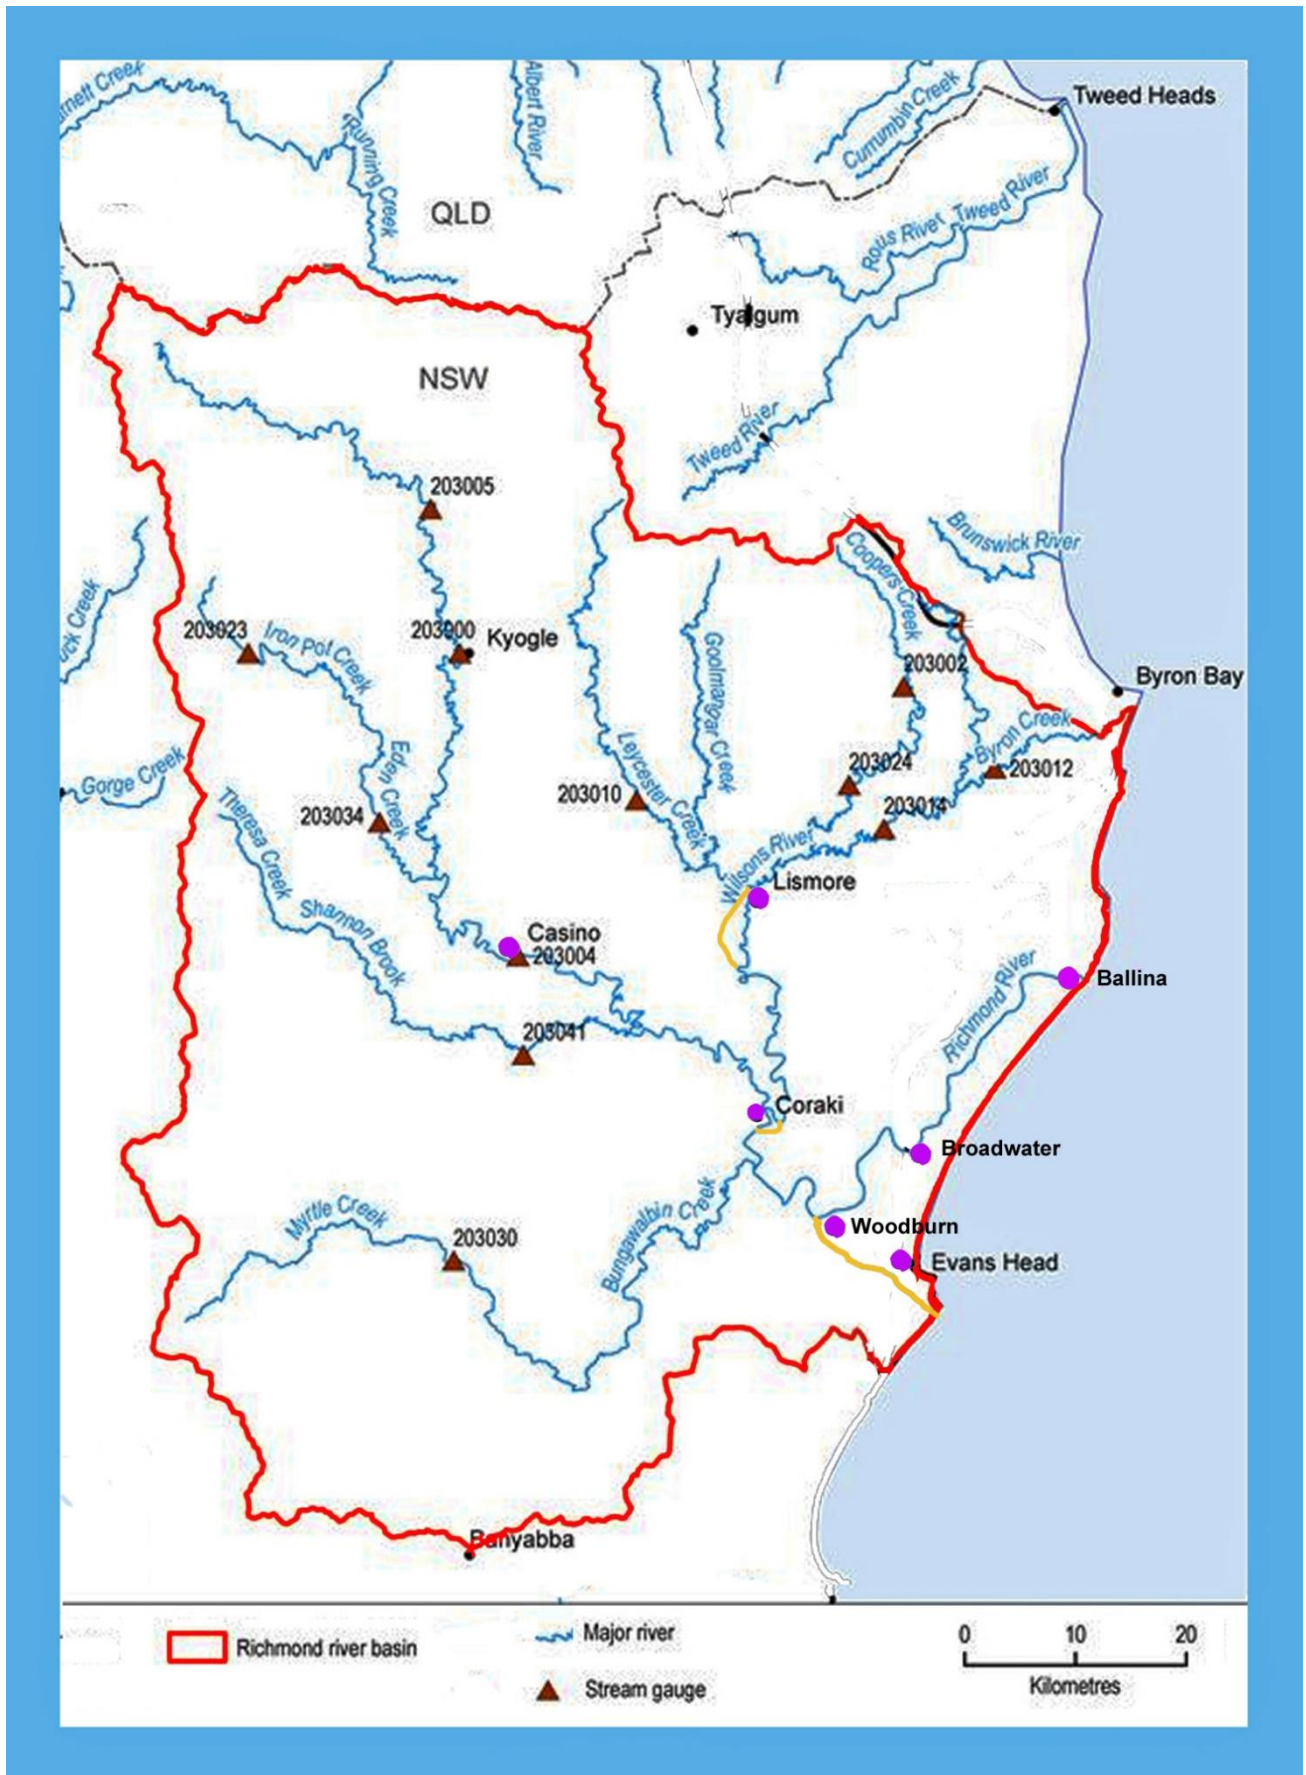 Running Creek
Albert River
Currumbin Creek
Tweed Heads
QLD
Rous River
Tweed River
Tyalgum
NSW
Tweed River
203005
Brunswick River
Coopers Creek
203023
Iron Pot Creek
203900
Kyogle
Goolmangar Creek
203002
Byron Bay
Byron Creek
Gorge Creek
Theresa Creek
Eden Creek
203034
Leycester Creek
203010
203024
203012
203014
Wilsons River
Lismore
Shannon Brook
Casino
203004
Richmond River
Ballina
203041
Coraki
Broadwater
Myrtle Creek
203030
Bungawalbin Creek
Woodburn
Evans Head
Banyabba
Richmond river basin
Major river
Stream gauge
0 10 20
Kilometres